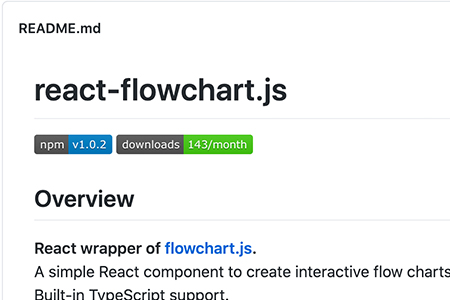 README.md
react-flowchart.js
npm v1.0.2 downloads 143/month
Overview
React wrapper of flowchart.js.
A simple React component to create interactive flow charts
Built-in TypeScript support.